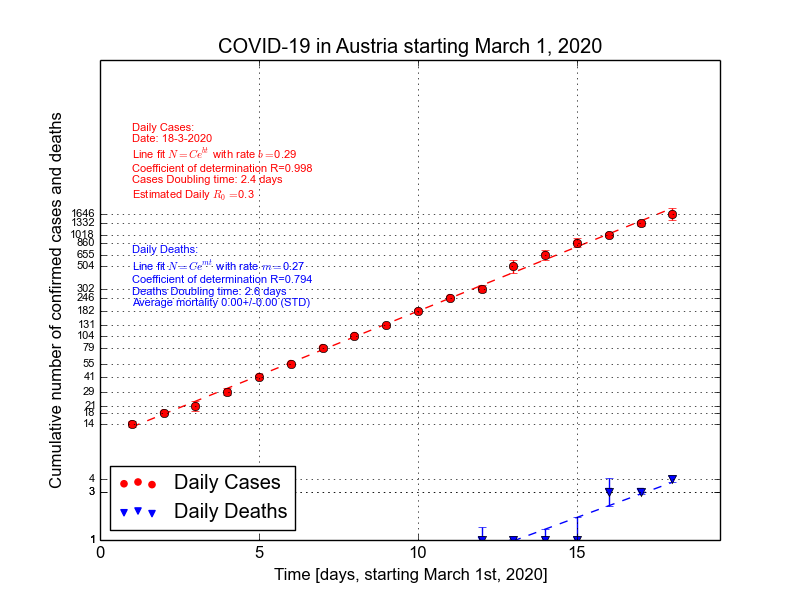 COVID-19 in Austria starting March 1, 2020
Cumulative number of confirmed cases and deaths
Daily Cases:
Date: 18-3-2020
Line fit N=Ce^{bt} with rate b=0.29
Coefficient of determination R=0.998
Cases Doubling time: 2.4 days
Estimated Daily R_0=0.3
Daily Deaths:
Line fit N=Ce^{mt} with rate m=0.27
Coefficient of determination R=0.794
Deaths Doubling time: 2.6 days
Average mortality 0.00+/-0.00 (STD)
1646
1332
1018
860
655
504
302
246
182
131
104
79
55
41
29
21
18
14
4
3
1
Daily Cases
Daily Deaths
0 5 10 15
Time [days, starting March 1st, 2020]